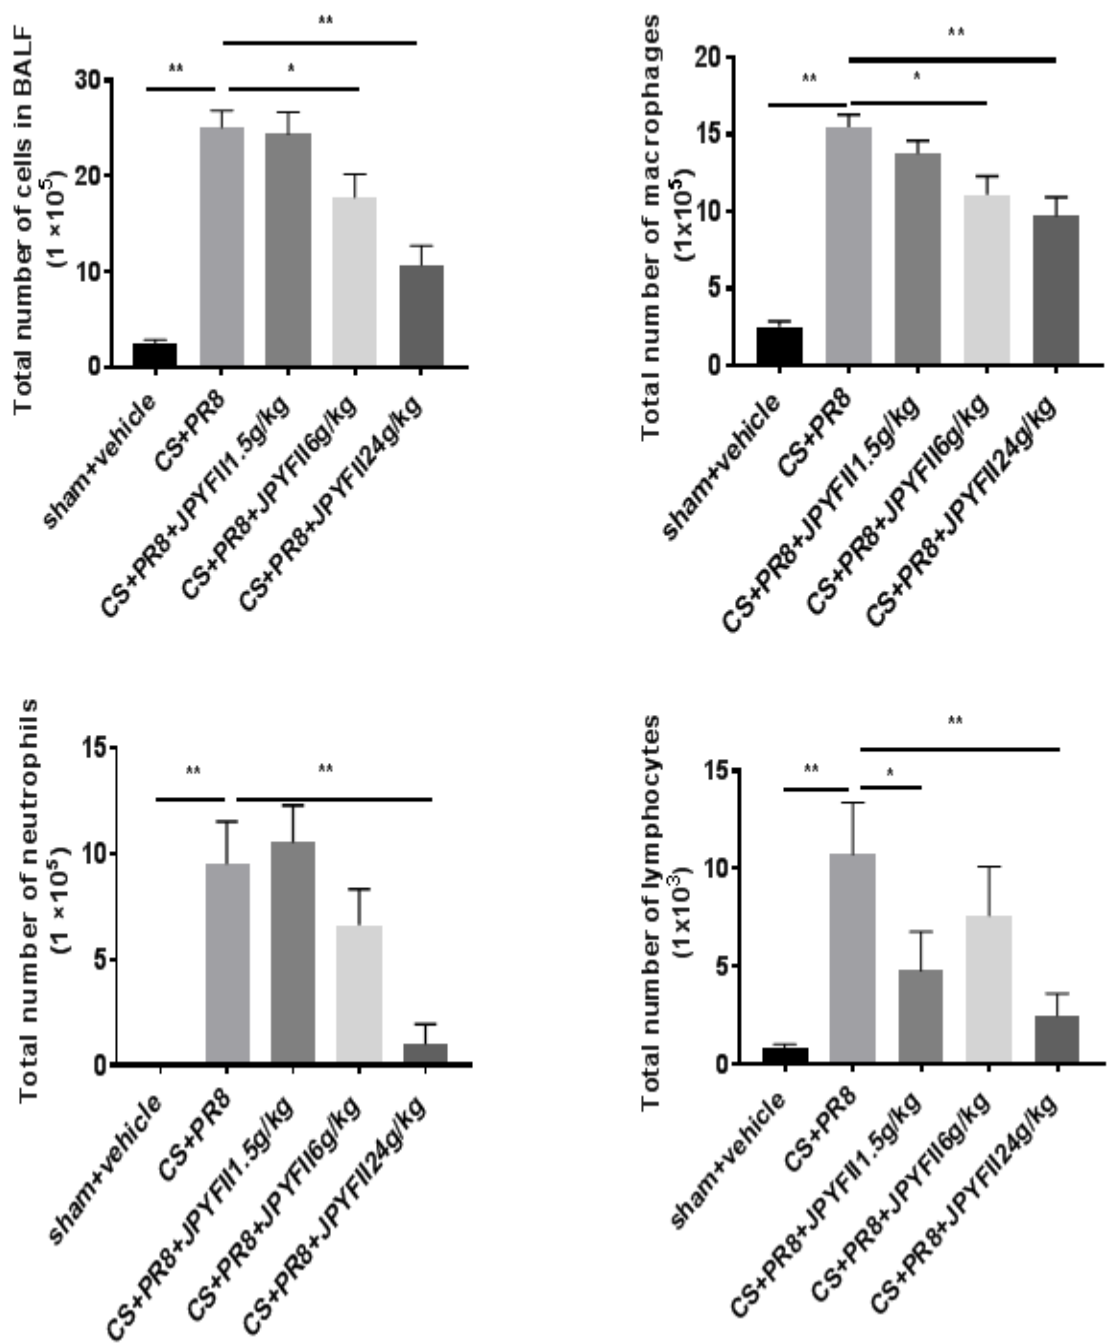 Total number of cells in BALF
(1 ×10⁵)
30
20
10
0
**
*
**
sham+vehicle
CS+PR8
CS+PR8+JPYFII1.5g/kg
CS+PR8+JPYFII6g/kg
CS+PR8+JPYFII24g/kg
Total number of macrophages
(1x10⁵)
20
15
10
5
0
**
*
**
sham+vehicle
CS+PR8
CS+PR8+JPYFII1.5g/kg
CS+PR8+JPYFII6g/kg
CS+PR8+JPYFII24g/kg
Total number of neutrophils
(1 ×10⁵)
15
10
5
0
**
**
sham+vehicle
CS+PR8
CS+PR8+JPYFII1.5g/kg
CS+PR8+JPYFII6g/kg
CS+PR8+JPYFII24g/kg
Total number of lymphocytes
(1x10³)
15
10
5
0
**
*
**
sham+vehicle
CS+PR8
CS+PR8+JPYFII1.5g/kg
CS+PR8+JPYFII6g/kg
CS+PR8+JPYFII24g/kg